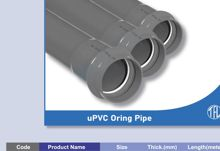 uPVC Oring Pipe
Code Product Name Size Thick.(mm) Length(mete